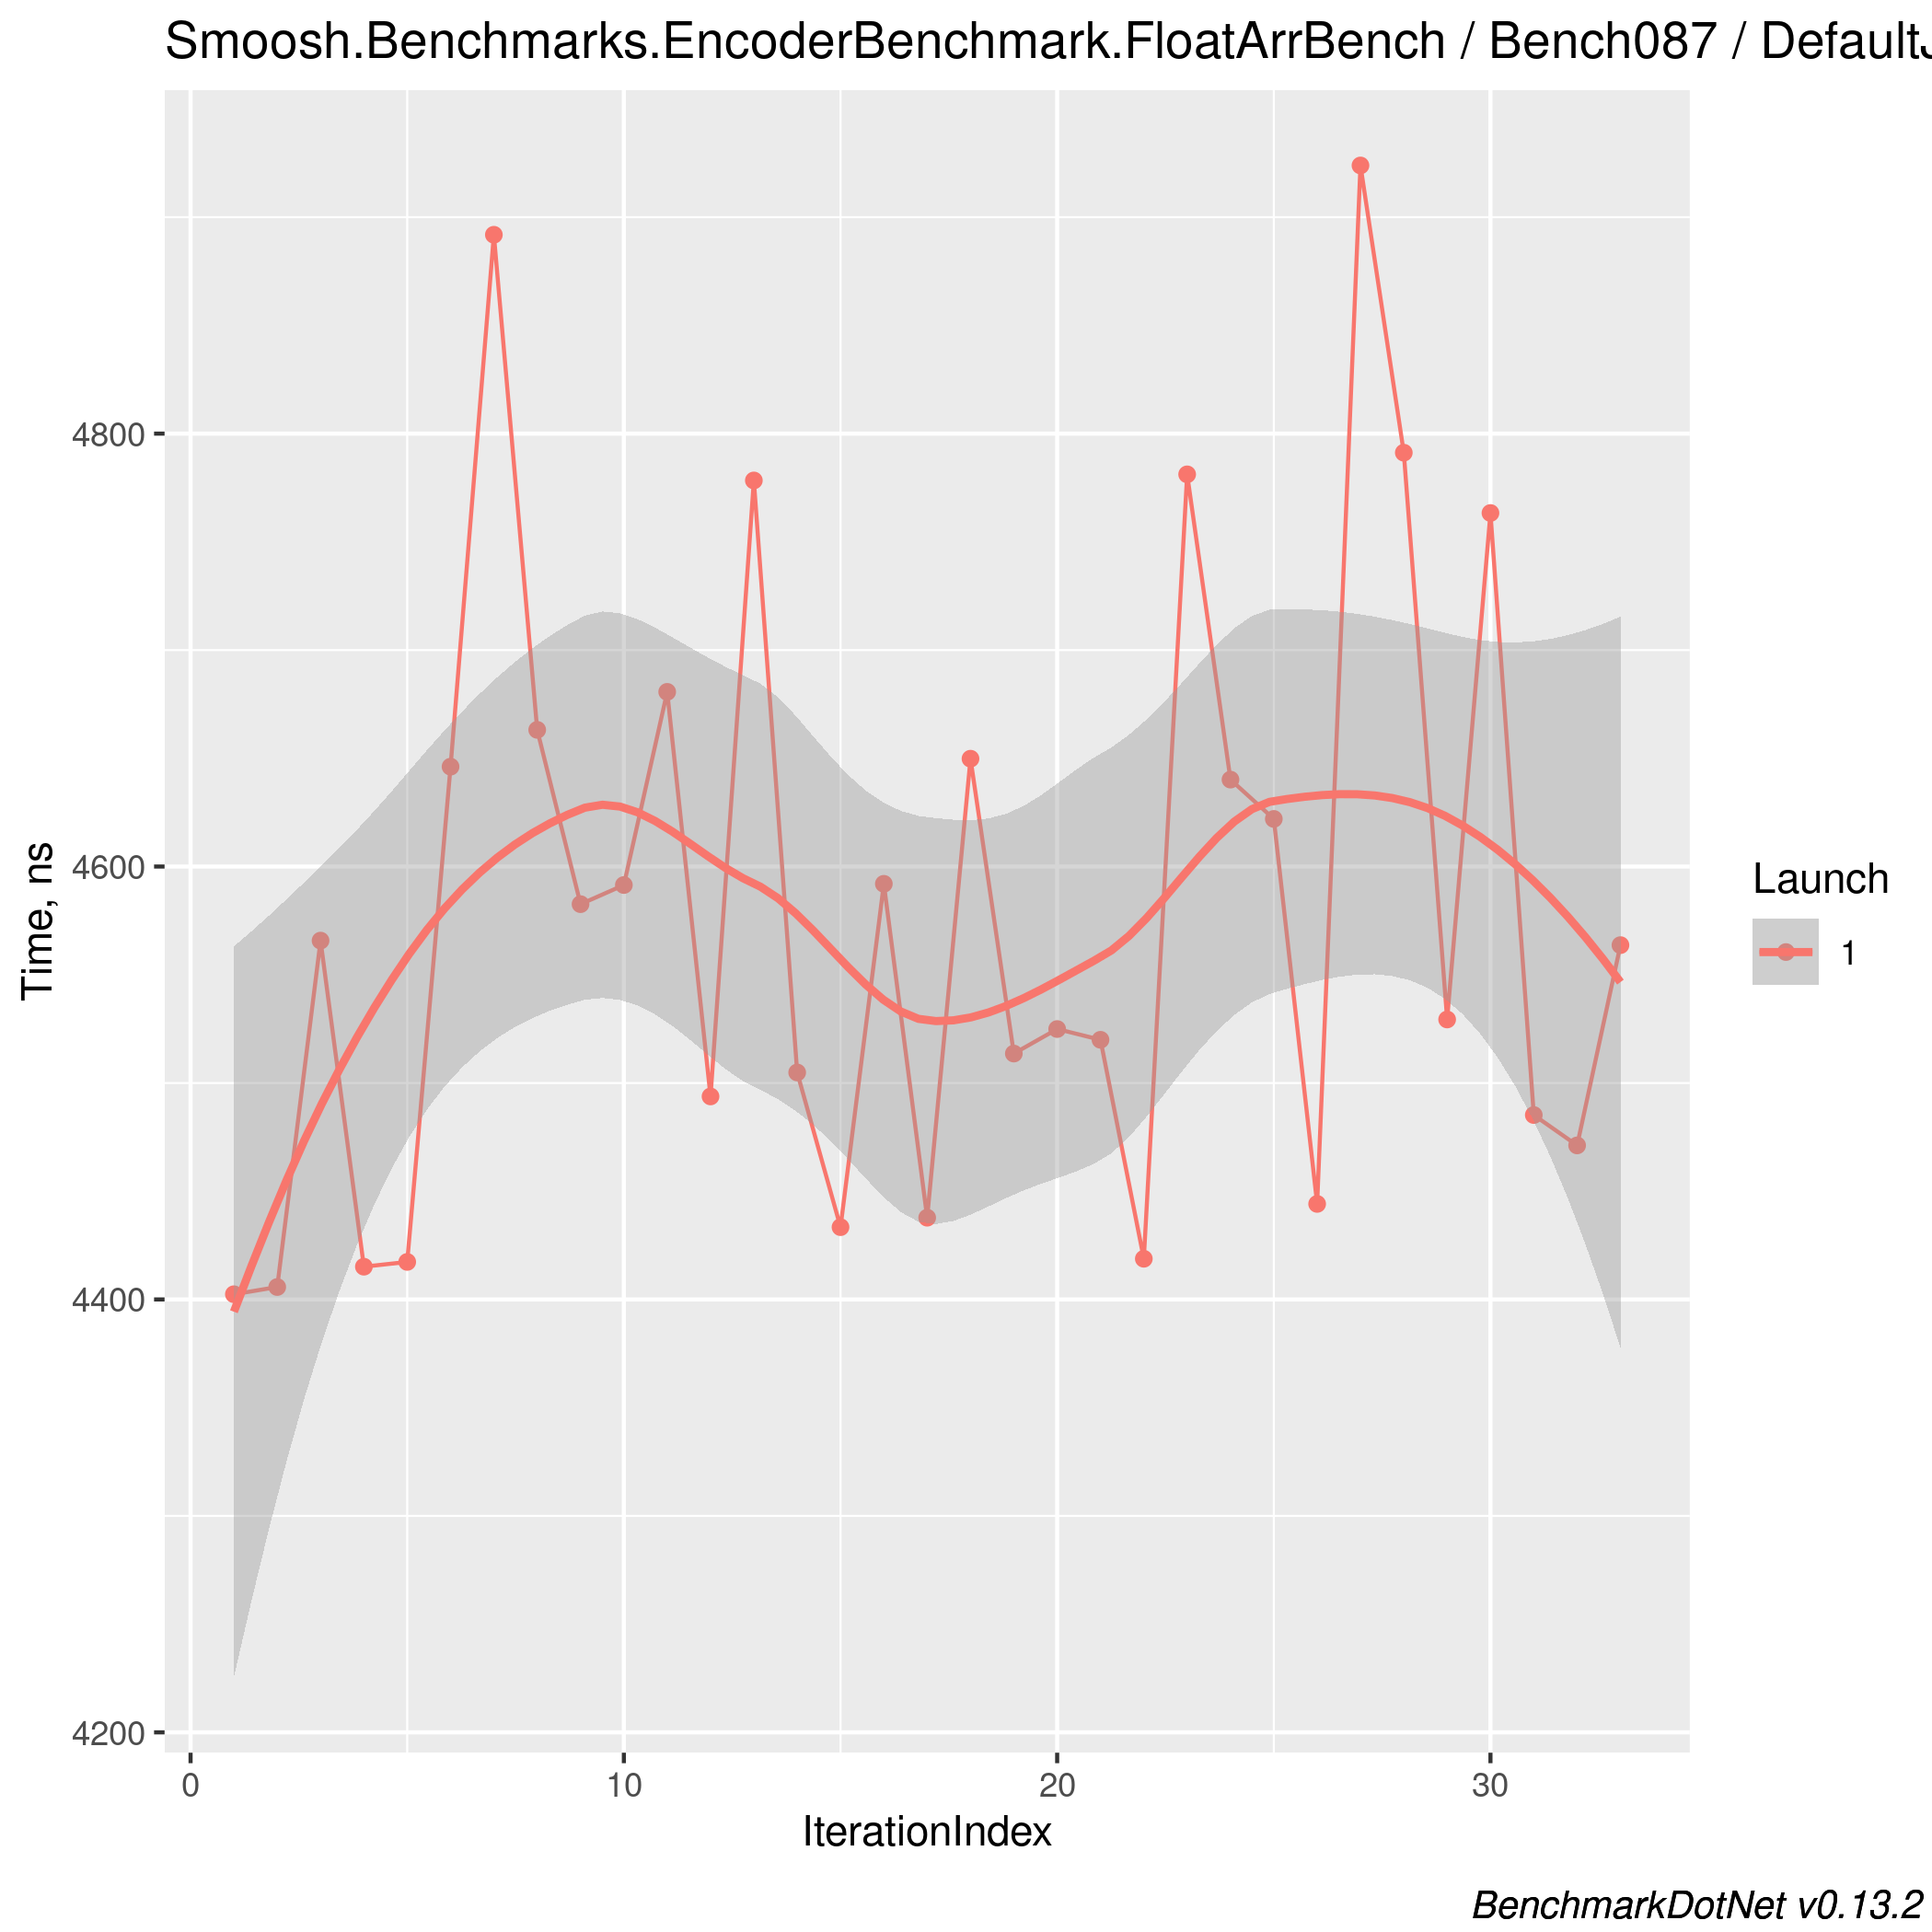 Smoosh.Benchmarks.EncoderBenchmark.FloatArrBench / Bench087 /
Time, ns
4800
4600
4400
4200
0 10 20 30
IterationIndex
Launch
1
BenchmarkDotNet v0.13.2